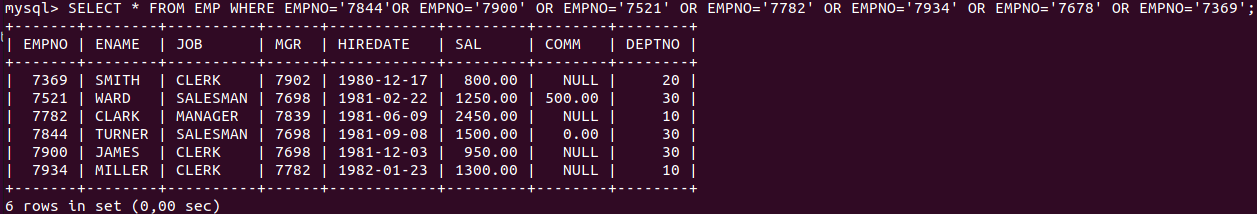 mysql> SELECT * FROM EMP WHERE EMPNO='7844'OR EMPNO='7900' OR EMPNO='7521' OR EMPNO='7782' OR EMPNO='7934' OR EMPNO='7678' OR EMPNO='7369';
+-------+--------+----------+------+------------+---------+--------+--------+
| EMPNO | ENAME  | JOB      | MGR  | HIREDATE   | SAL     | COMM   | DEPTNO |
+-------+--------+----------+------+------------+---------+--------+--------+
|  7369 | SMITH  | CLERK    | 7902 | 1980-12-17 |  800.00 |   NULL |     20 |
|  7521 | WARD   | SALESMAN | 7698 | 1981-02-22 | 1250.00 | 500.00 |     30 |
|  7782 | CLARK  | MANAGER  | 7839 | 1981-06-09 | 2450.00 |   NULL |     10 |
|  7844 | TURNER | SALESMAN | 7698 | 1981-09-08 | 1500.00 |   0.00 |     30 |
|  7900 | JAMES  | CLERK    | 7698 | 1981-12-03 |  950.00 |   NULL |     30 |
|  7934 | MILLER | CLERK    | 7782 | 1982-01-23 | 1300.00 |   NULL |     10 |
+-------+--------+----------+------+------------+---------+--------+--------+
6 rows in set (0,00 sec)